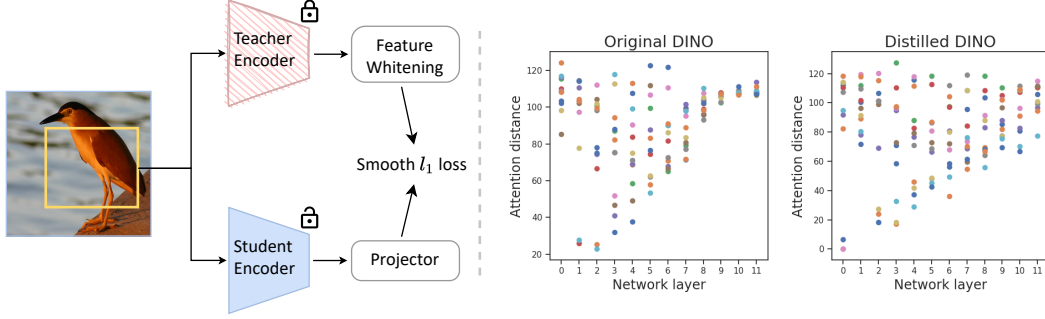 Teacher
Encoder
Feature
Whitening
Smooth l₁ loss
Student
Encoder
Projector
Original DINO
Attention distance
120
100
80
60
40
20
0 1 2 3 4 5 6 7 8 9 10 11
Network layer
Distilled DINO
Attention distance
120
100
80
60
40
20
0
0 1 2 3 4 5 6 7 8 9 10 11
Network layer